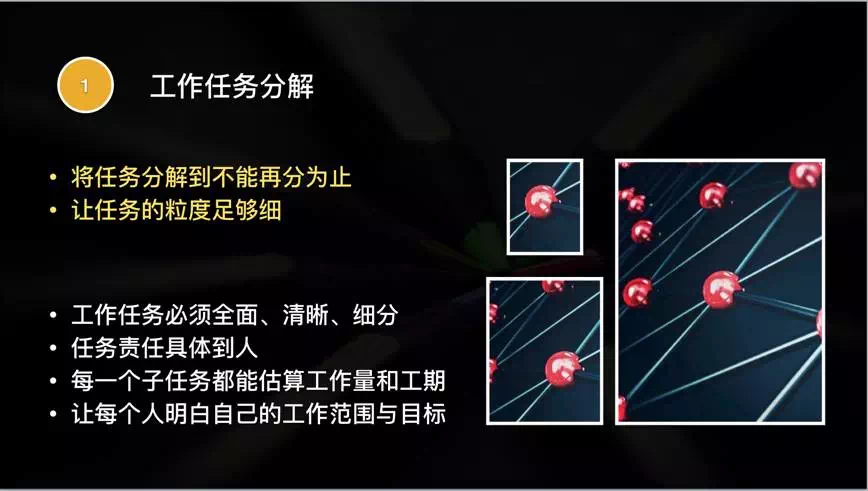 1
工作任务分解
• 将任务分解到不能再分为止
• 让任务的粒度足够细
• 工作任务必须全面、清晰、细分
• 任务责任具体到人
• 每一个子任务都能估算工作量和工期
• 让每个人明白自己的工作范围与目标